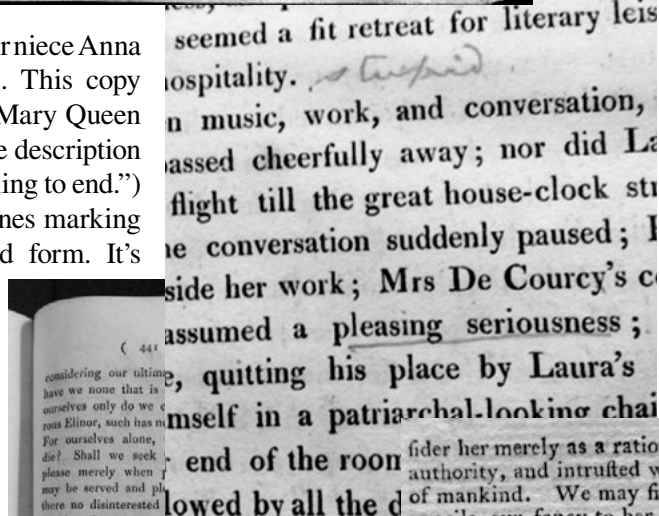 r niece Anna
. This copy
Mary Queen
e description
ing to end.”)
nes marking
d form. It’s
seemed a fit retreat for literary leis
ospitality. stupid
n music, work, and conversation,
assed cheerfully away; nor did La
flight till the great house-clock str
e conversation suddenly paused;
side her work; Mrs De Courcy’s c
assumed a pleasing seriousness;
e, quitting his place by Laura’s
mself in a patriarchal-looking chai
end of the room
lowed by all the d
( 441
considering our ultima
have we none that is
ourselves only do we
rous Elinor, such has n
For ourselves alone,
die? Shall we seek
please merely when
may be served and pl
there no disinterested
fider her merely as a ratio
authority, and intrusted w
of mankind. We may fi